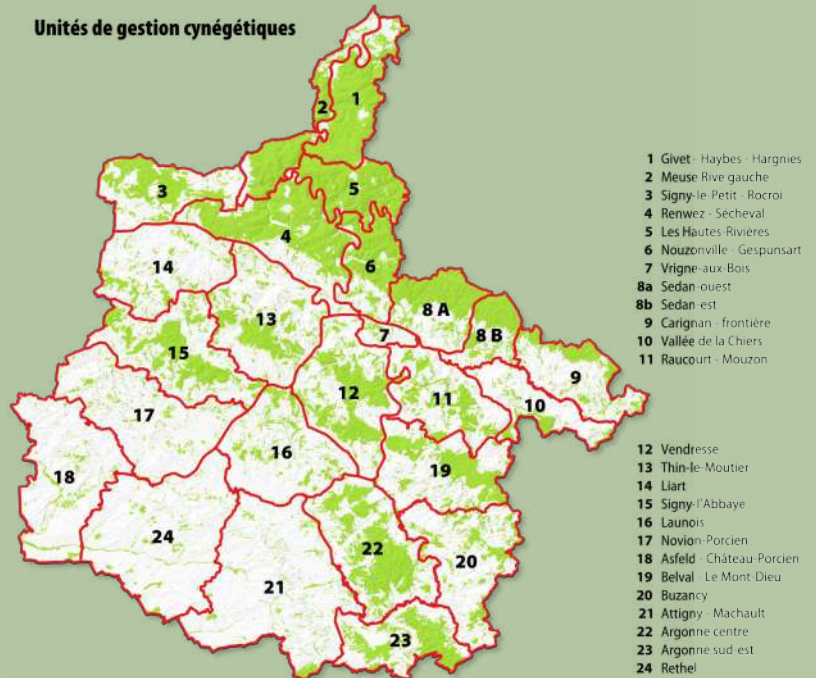 Unités de gestion cynégétiques
1
2
3
5
4
14
6
8 A
13
7
8 B
15
9
12
11
10
17
16
19
18
24
22
20
21
23
1 Givet - Haybes - Hargnies
2 Meuse Rive gauche
3 Signy-le-Petit - Rocroi
4 Renwez - Sécheval
5 Les Hautes-Rivières
6 Nouzonville - Gespunsart
7 Vrigne-aux-Bois
8a Sedan-ouest
8b Sedan-est
9 Carignan - frontière
10 Vallée de la Chiers
11 Raucourt - Mouzon
12 Vendresse
13 Thin-le-Moutier
14 Liart
15 Signy-l'Abbaye
16 Launois
17 Novion-Porcien
18 Asfeld - Château-Porcien
19 Belval - Le Mont-Dieu
20 Buzancy
21 Attigny - Machault
22 Argonne centre
23 Argonne sud-est
24 Rethel